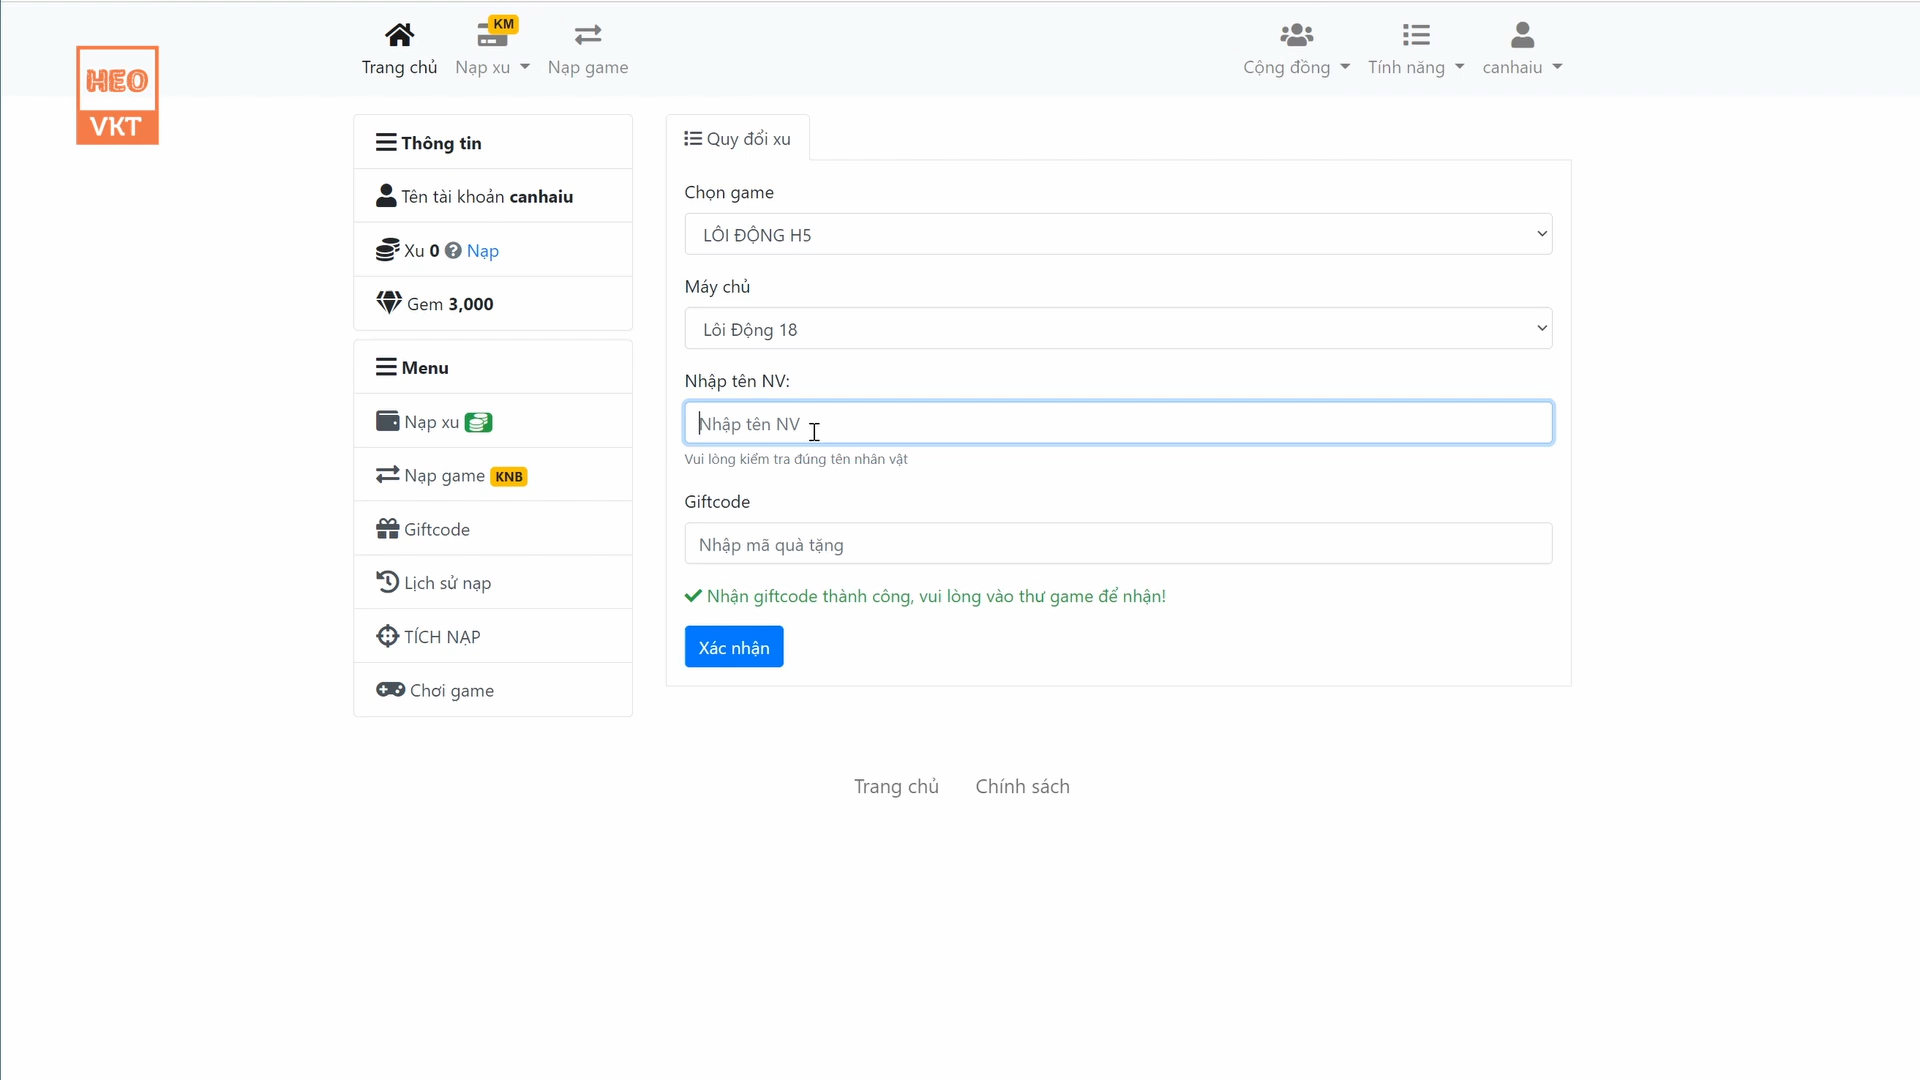 HEO
VKT
Trang chủ
KM
Nạp xu
Nạp game
Cộng đồng
Tính năng
canhaiu
Thông tin
Tên tài khoản canhaiu
Xu 0 Nạp
Gem 3,000
Menu
Nạp xu
Nạp game KNB
Giftcode
Lịch sử nạp
TÍCH NẠP
Chơi game
Quy đổi xu
Chọn game
LÔI ĐỘNG H5
Máy chủ
Lôi Động 18
Nhập tên NV:
Nhập tên NV
Vui lòng kiểm tra đúng tên nhân vật
Giftcode
Nhập mã quà tặng
Nhận giftcode thành công, vui lòng vào thư game để nhận!
Xác nhận
Trang chủ
Chính sách